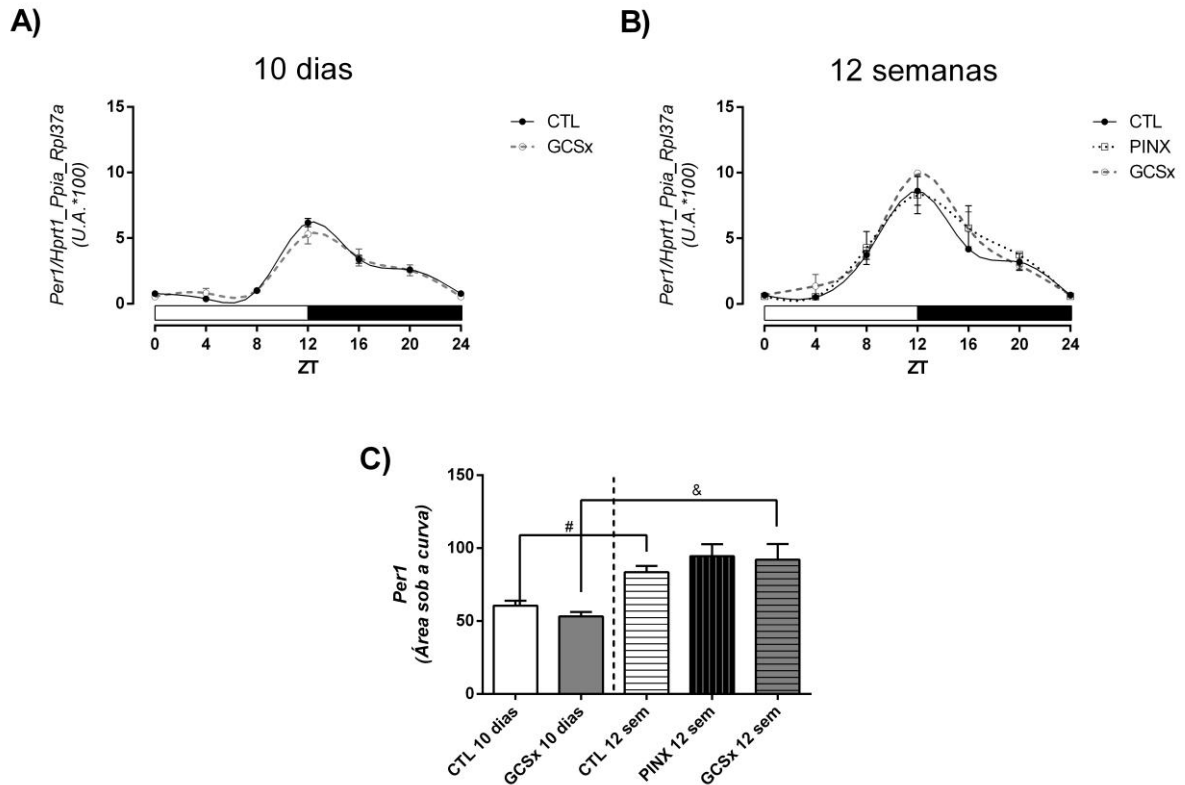 A)
10 dias
Per1/Hprt1_Ppia_Rpl37a
(U.A.*100)
15
10
5
0
CTL
GCSx
0 4 8 12 16 20 24
ZT
B)
12 semanas
Per1/Hprt1_Ppia_Rpl37a
(U.A.*100)
15
10
5
0
CTL
PINX
GCSx
0 4 8 12 16 20 24
ZT
C)
Per1
(Área sob a curva)
150
100
50
0
#
&
CTL 10 dias
GCSx 10 dias
CTL 12 sem
PINX 12 sem
GCSx 12 sem